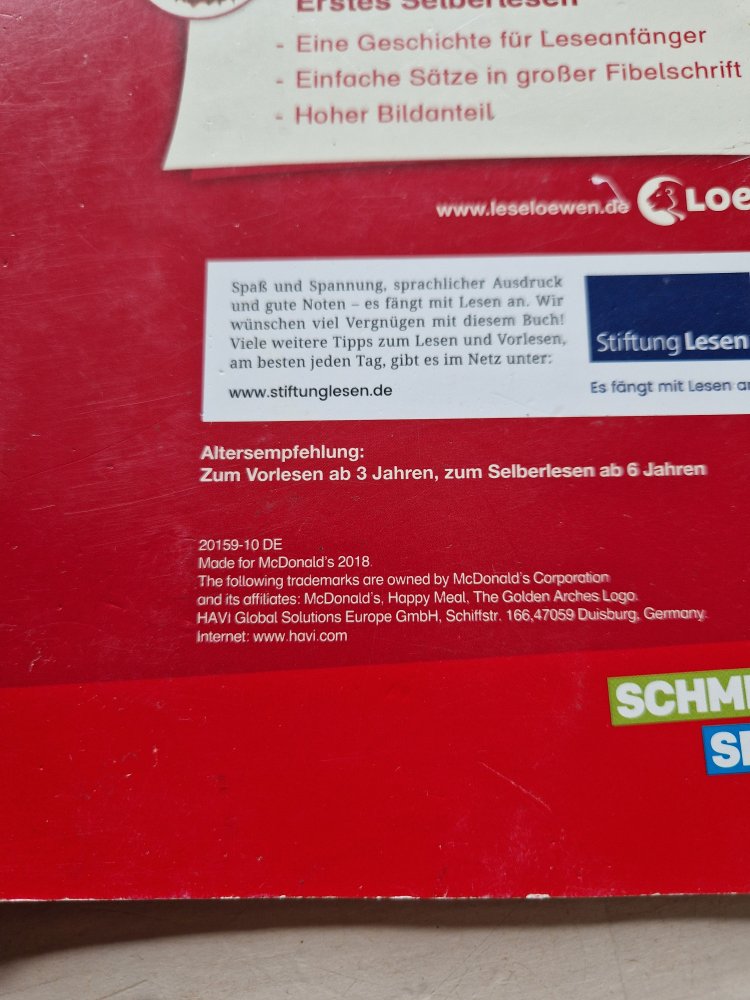 Erstes Selberlesen
- Eine Geschichte für Leseanfänger
- Einfache Sätze in großer Fibelschrift
- Hoher Bildanteil
www.leseloewen.de LOE
Spaß und Spannung, sprachlicher Ausdruck
und gute Noten – es fängt mit Lesen an. Wir
wünschen viel Vergnügen mit diesem Buch!
Viele weitere Tipps zum Lesen und Vorlesen,
am besten jeden Tag, gibt es im Netz unter:
www.stiftunglesen.de
Stiftung Lesen
Es fängt mit Lesen an
Altersempfehlung:
Zum Vorlesen ab 3 Jahren, zum Selberlesen ab 6 Jahren
20159-10 DE
Made for McDonald's 2018.
The following trademarks are owned by McDonald's Corporation
and its affiliates: McDonald's, Happy Meal, The Golden Arches Logo.
HAVI Global Solutions Europe GmbH, Schiffstr. 166,47059 Duisburg, Germany.
Internet: www.havi.com
SCHM